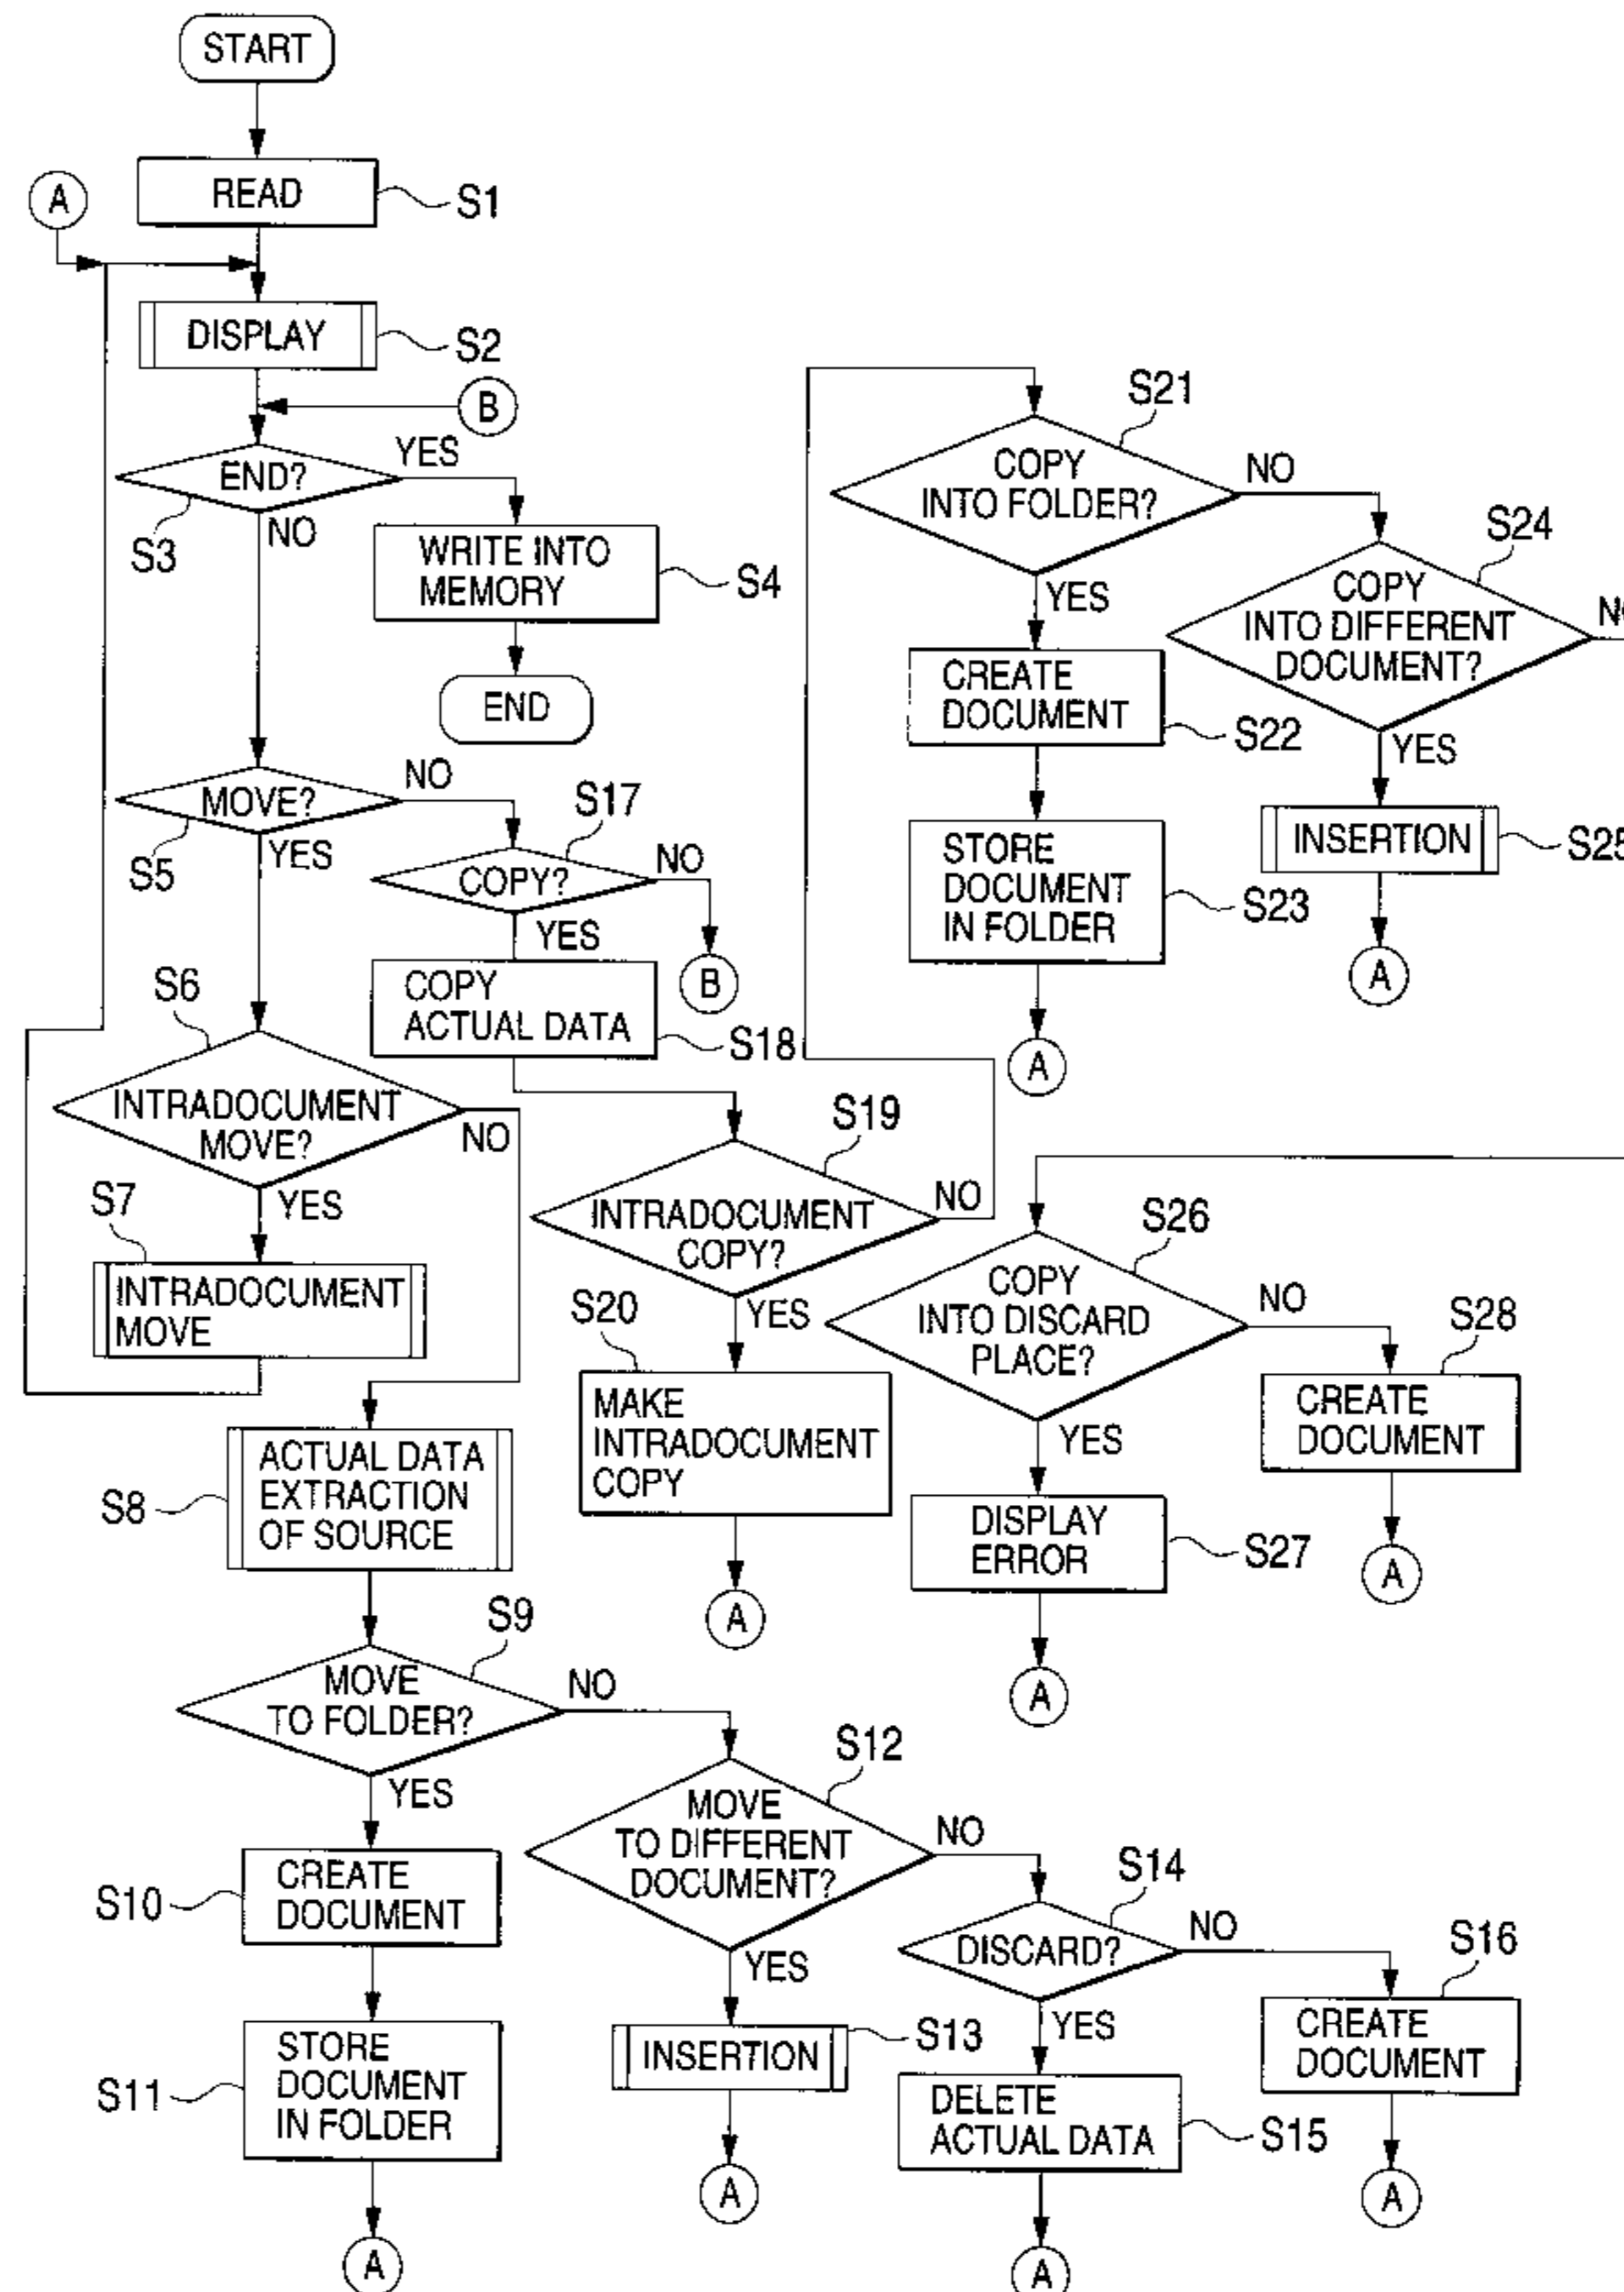 START
READ
S1
A
DISPLAY
S2
B
END?
YES
NO
S3
WRITE INTO
MEMORY
S4
END
MOVE?
NO
YES
S5
S17
COPY?
NO
YES
B
COPY
ACTUAL DATA
S18
S6
INTRADOCUMENT
MOVE?
NO
YES
S7
INTRADOCUMENT
MOVE
S19
INTRADOCUMENT
COPY?
NO
YES
S20
MAKE
INTRADOCUMENT
COPY
A
ACTUAL DATA
EXTRACTION
OF SOURCE
S8
S9
MOVE
TO FOLDER?
NO
YES
CREATE
DOCUMENT
S10
STORE
DOCUMENT
IN FOLDER
S11
A
S12
MOVE
TO DIFFERENT
DOCUMENT?
NO
YES
INSERTION
S13
A
S14
DISCARD?
NO
YES
DELETE
ACTUAL DATA
S15
A
S16
CREATE
DOCUMENT
A
S21
COPY
INTO FOLDER?
NO
YES
CREATE
DOCUMENT
S22
STORE
DOCUMENT
IN FOLDER
S23
A
S24
COPY
INTO DIFFERENT
DOCUMENT?
YES
INSERTION
S25
A
S26
COPY
INTO DISCARD
PLACE?
NO
YES
DISPLAY
ERROR
S27
A
S28
CREATE
DOCUMENT
A